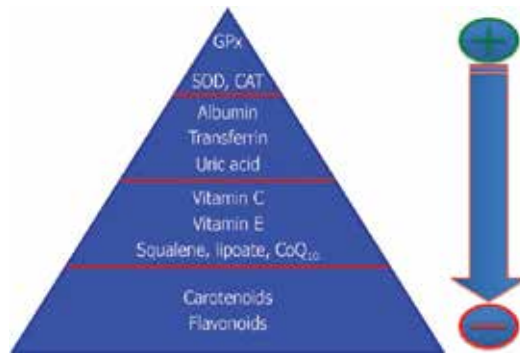 GPx
SOD, CAT
Albumin
Transferrin
Uric acid
Vitamin C
Vitamin E
Squalene, lipoate, CoQ₁₀
Carotenoids
Flavonoids